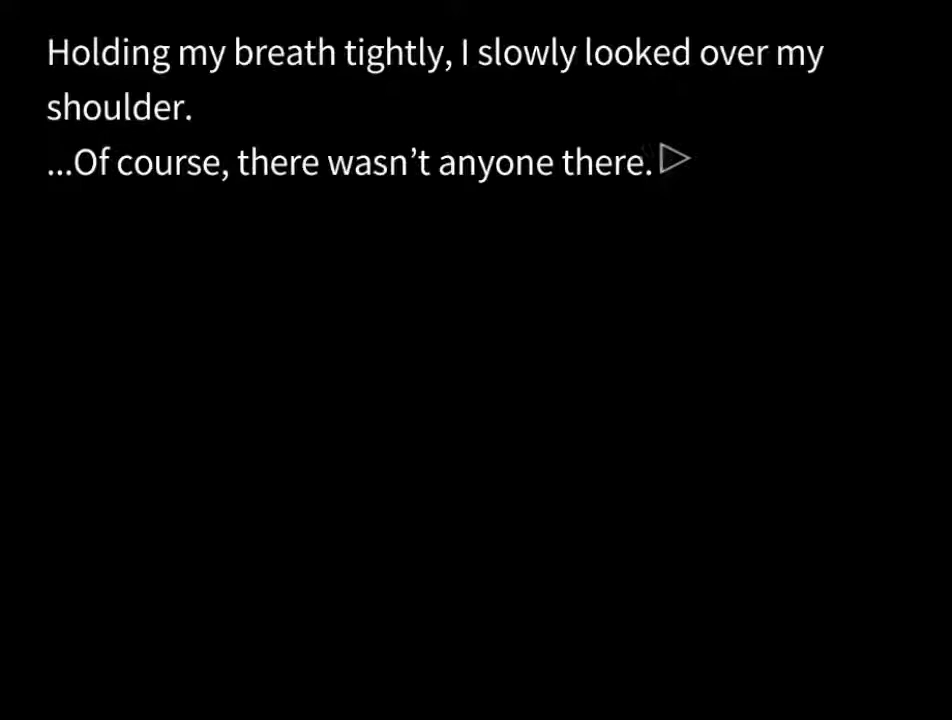 Holding my breath tightly, I slowly looked over my
shoulder.
...Of course, there wasn’t anyone there.